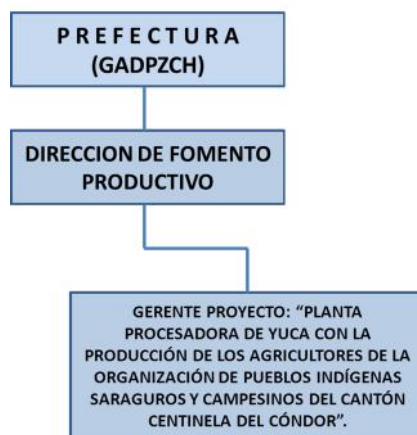 P R E F E C T U R A
(GADPZCH)
DIRECCION DE FOMENTO
PRODUCTIVO
GERENTE PROYECTO: “PLANTA
PROCESADORA DE YUCA CON LA
PRODUCCIÓN DE LOS AGRICULTORES DE LA
ORGANIZACIÓN DE PUEBLOS INDÍGENAS
SARAGUROS Y CAMPESINOS DEL CANTÓN
CENTINELA DEL CÓNDOR”.